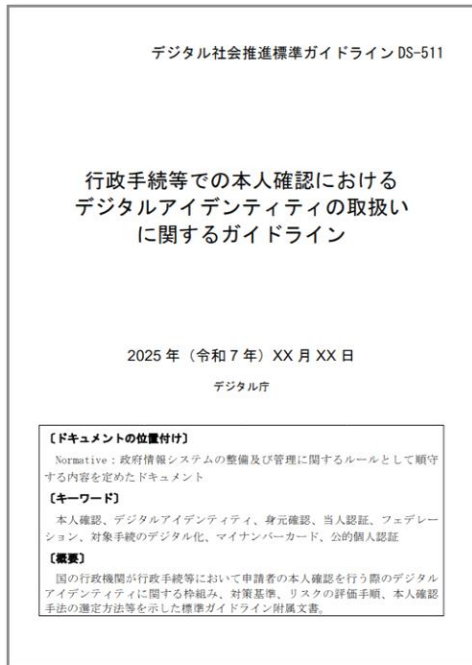 デジタル社会推進標準ガイドライン DS-511
行政手続等での本人確認における
デジタルアイデンティティの取扱い
に関するガイドライン
2025 年（令和 7 年）XX 月 XX 日
デジタル庁
〔ドキュメントの位置付け〕
Normative：政府情報システムの整備及び管理に関するルールとして順守
する内容を定めたドキュメント
〔キーワード〕
本人確認、デジタルアイデンティティ、身元確認、当人認証、フェデレー
ション、対象手続のデジタル化、マイナンバーカード、公的個人認証
〔概要〕
国の行政機関が行政手続等において申請者の本人確認を行う際のデジタル
アイデンティティに関する枠組み、対策基準、リスクの評価手順、本人確認
手法の選定方法等を示した標準ガイドライン附属文書。